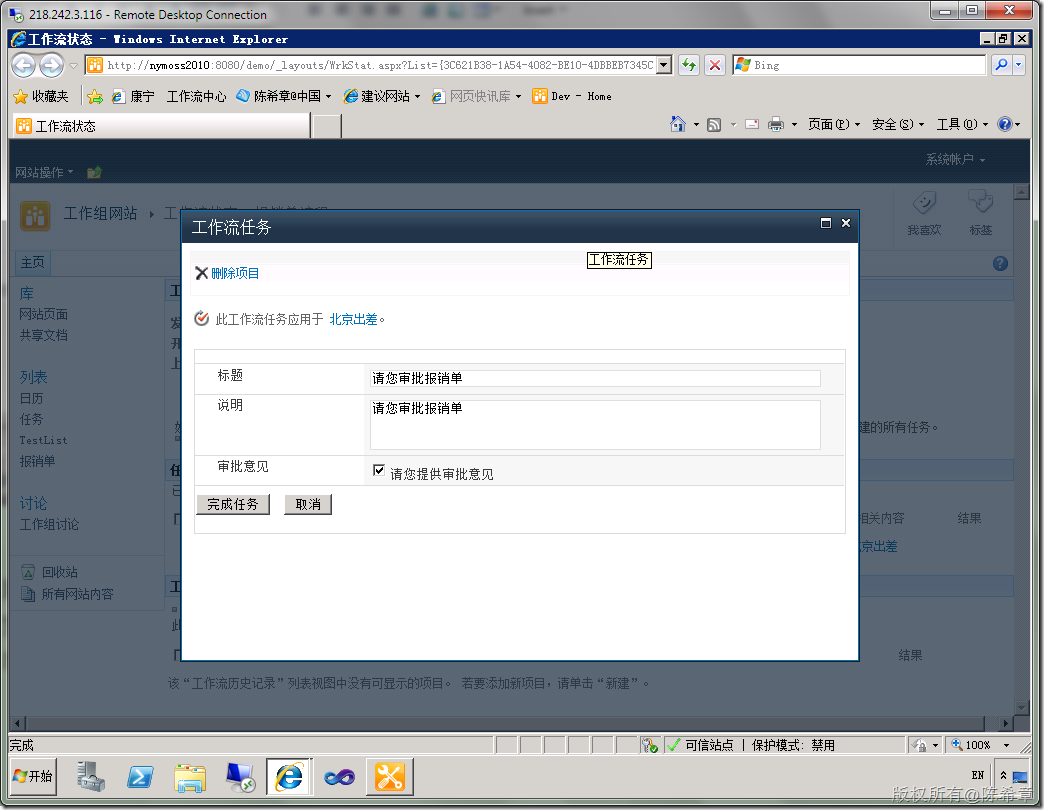 218.242.3.116 - Remote Desktop Connection
工作流状态 - Windows Internet Explorer
http://nymoss2010:8080/demo/_layouts/WrkStat.aspx?List={3C621B38-1A54-4082-BE10-4DBBEB7345C
Bing
收藏夹 康宁 工作流中心 陈希章@中国 建议网站 网页快讯库 Dev - Home
工作流状态
页面(P) 安全(S) 工具(O)
网站操作
系统帐户
工作组网站 工作流状态
我喜欢 标签
主页
库
网站页面
共享文档
列表
日历
任务
TestList
报销单
讨论
工作组讨论
回收站
所有网站内容
工作流任务
工作流任务
删除项目
此工作流任务应用于 北京出差。
标题 请您审批报销单
说明 请您审批报销单
审批意见 请您提供审批意见
完成任务 取消
建的所有任务。
相关内容 结果
京出差
结果
该“工作流历史记录”列表视图中没有可显示的项目。 若要添加新项目，请单击“新建”。
完成
可信站点 | 保护模式: 禁用
100%
开始
EN
版权所有@陈希章